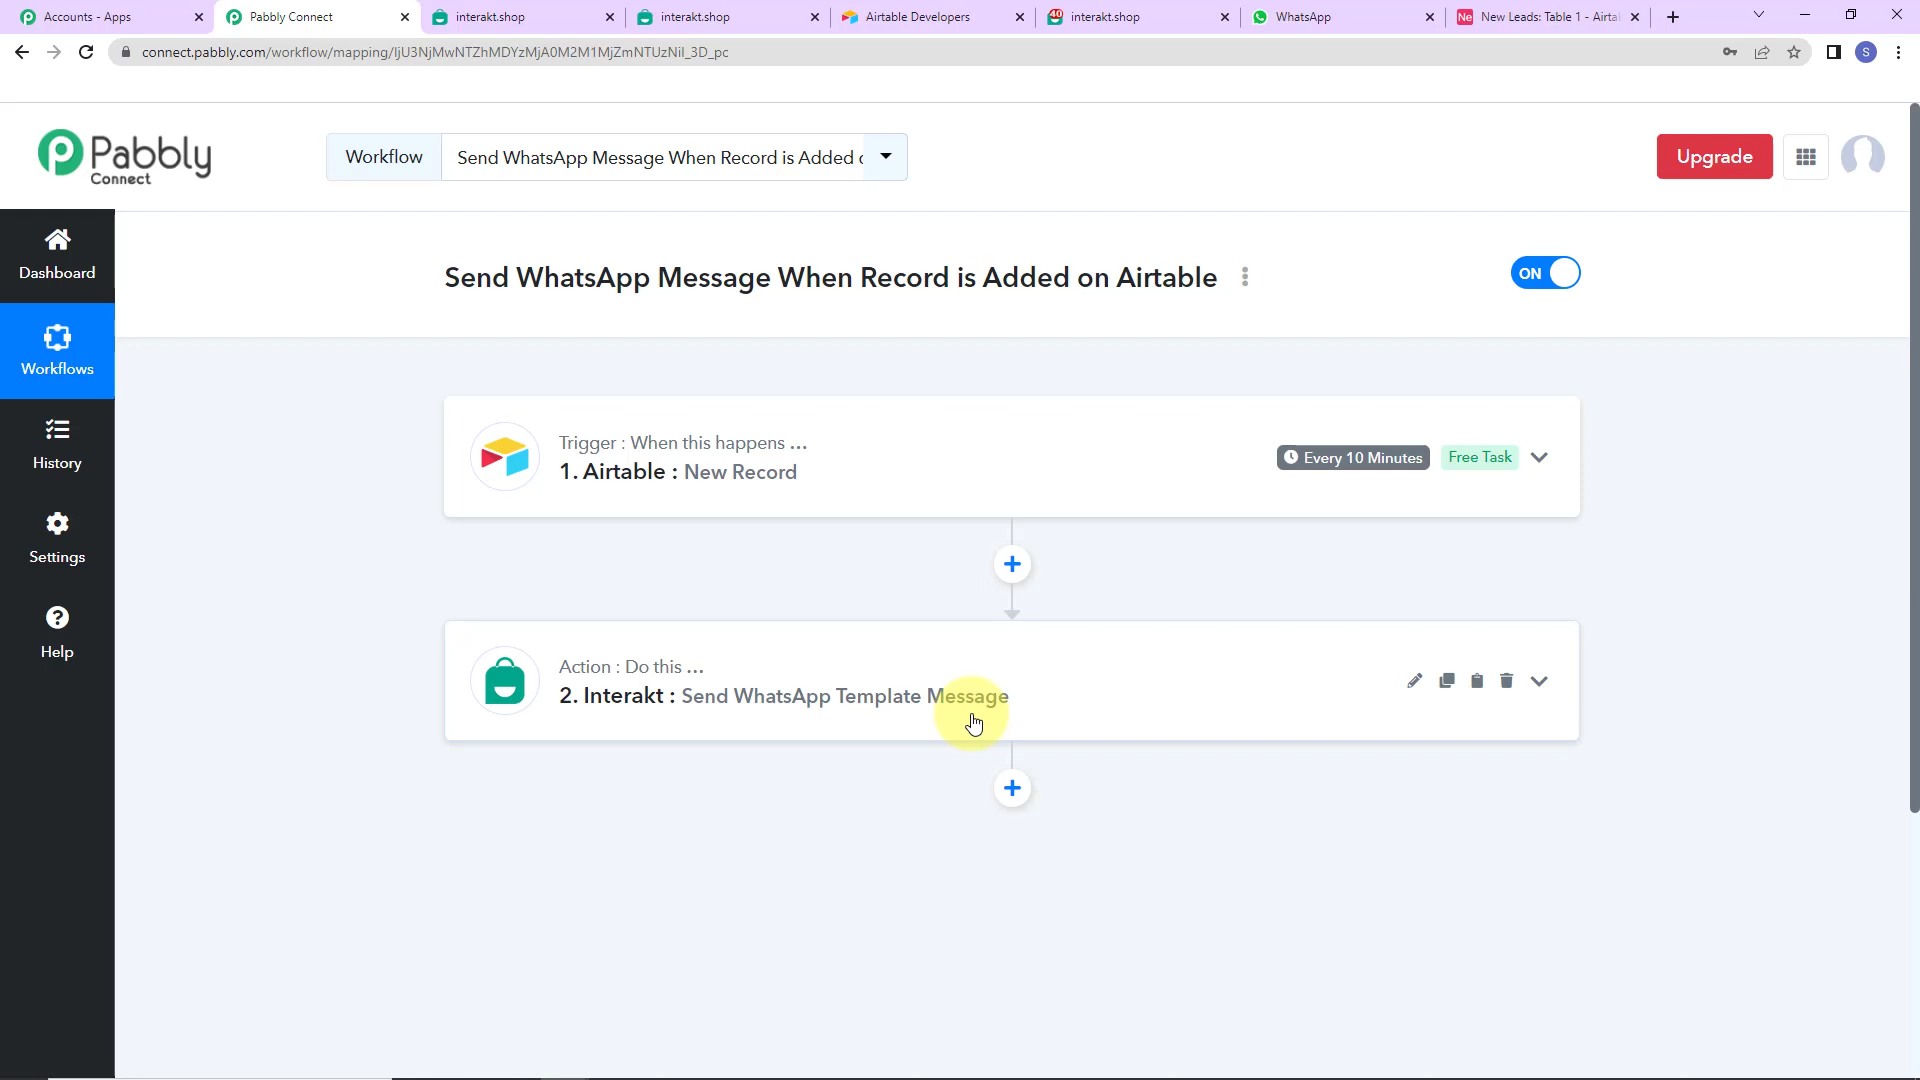 Accounts - Apps
Pabbly Connect
interakt.shop
interakt.shop
Airtable Developers
40
interakt.shop
WhatsApp
Ne
New Leads: Table 1 - Airta
connect.pabbly.com/workflow/mapping/IjU3NjMwNTZhMDYzMjA0M2M1MjZmNTUzNiI_3D_pc
S
Pabbly
Connect
Workflow
Send WhatsApp Message When Record is Added
Upgrade
Dashboard
Workflows
History
Settings
Help
Send WhatsApp Message When Record is Added on Airtable
ON
Trigger : When this happens ...
1. Airtable : New Record
Every 10 Minutes
Free Task
Action : Do this ...
2. Interakt : Send WhatsApp Template Message